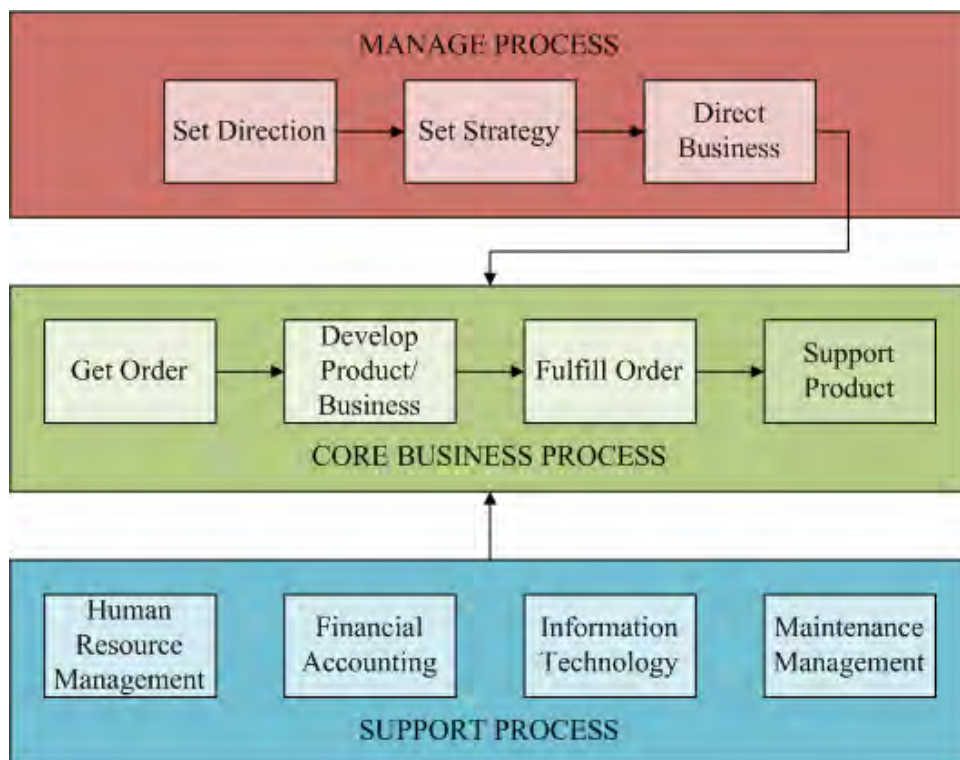 MANAGE PROCESS
Set Direction
Set Strategy
Direct
Business
Get Order
Develop
Product/
Business
Fulfill Order
Support
Product
CORE BUSINESS PROCESS
Human
Resource
Management
Financial
Accounting
Information
Technology
Maintenance
Management
SUPPORT PROCESS